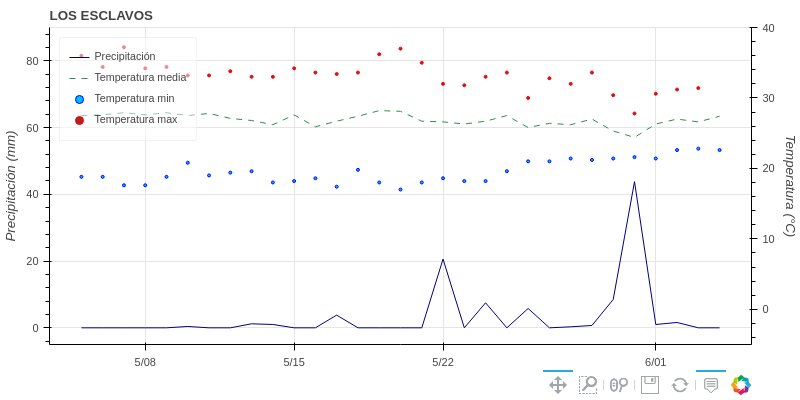 LOS ESCLAVOS
Precipitación
Temperatura media
Temperatura min
Temperatura max
Precipitación (mm)
80
60
40
20
0
Temperatura (°C)
40
30
20
10
0
5/08
5/15
5/22
6/01